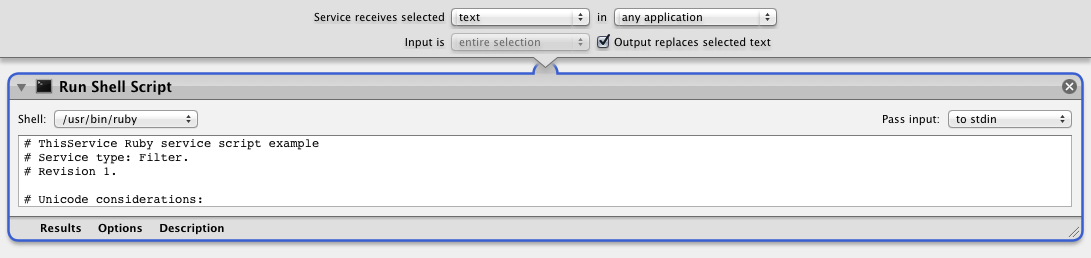 Service receives selected text in any application
Input is entire selection Output replaces selected text
Run Shell Script
Shell: /usr/bin/ruby Pass input: to stdin
# ThisService Ruby service script example
# Service type: Filter.
# Revision 1.
# Unicode considerations:
Results Options Description